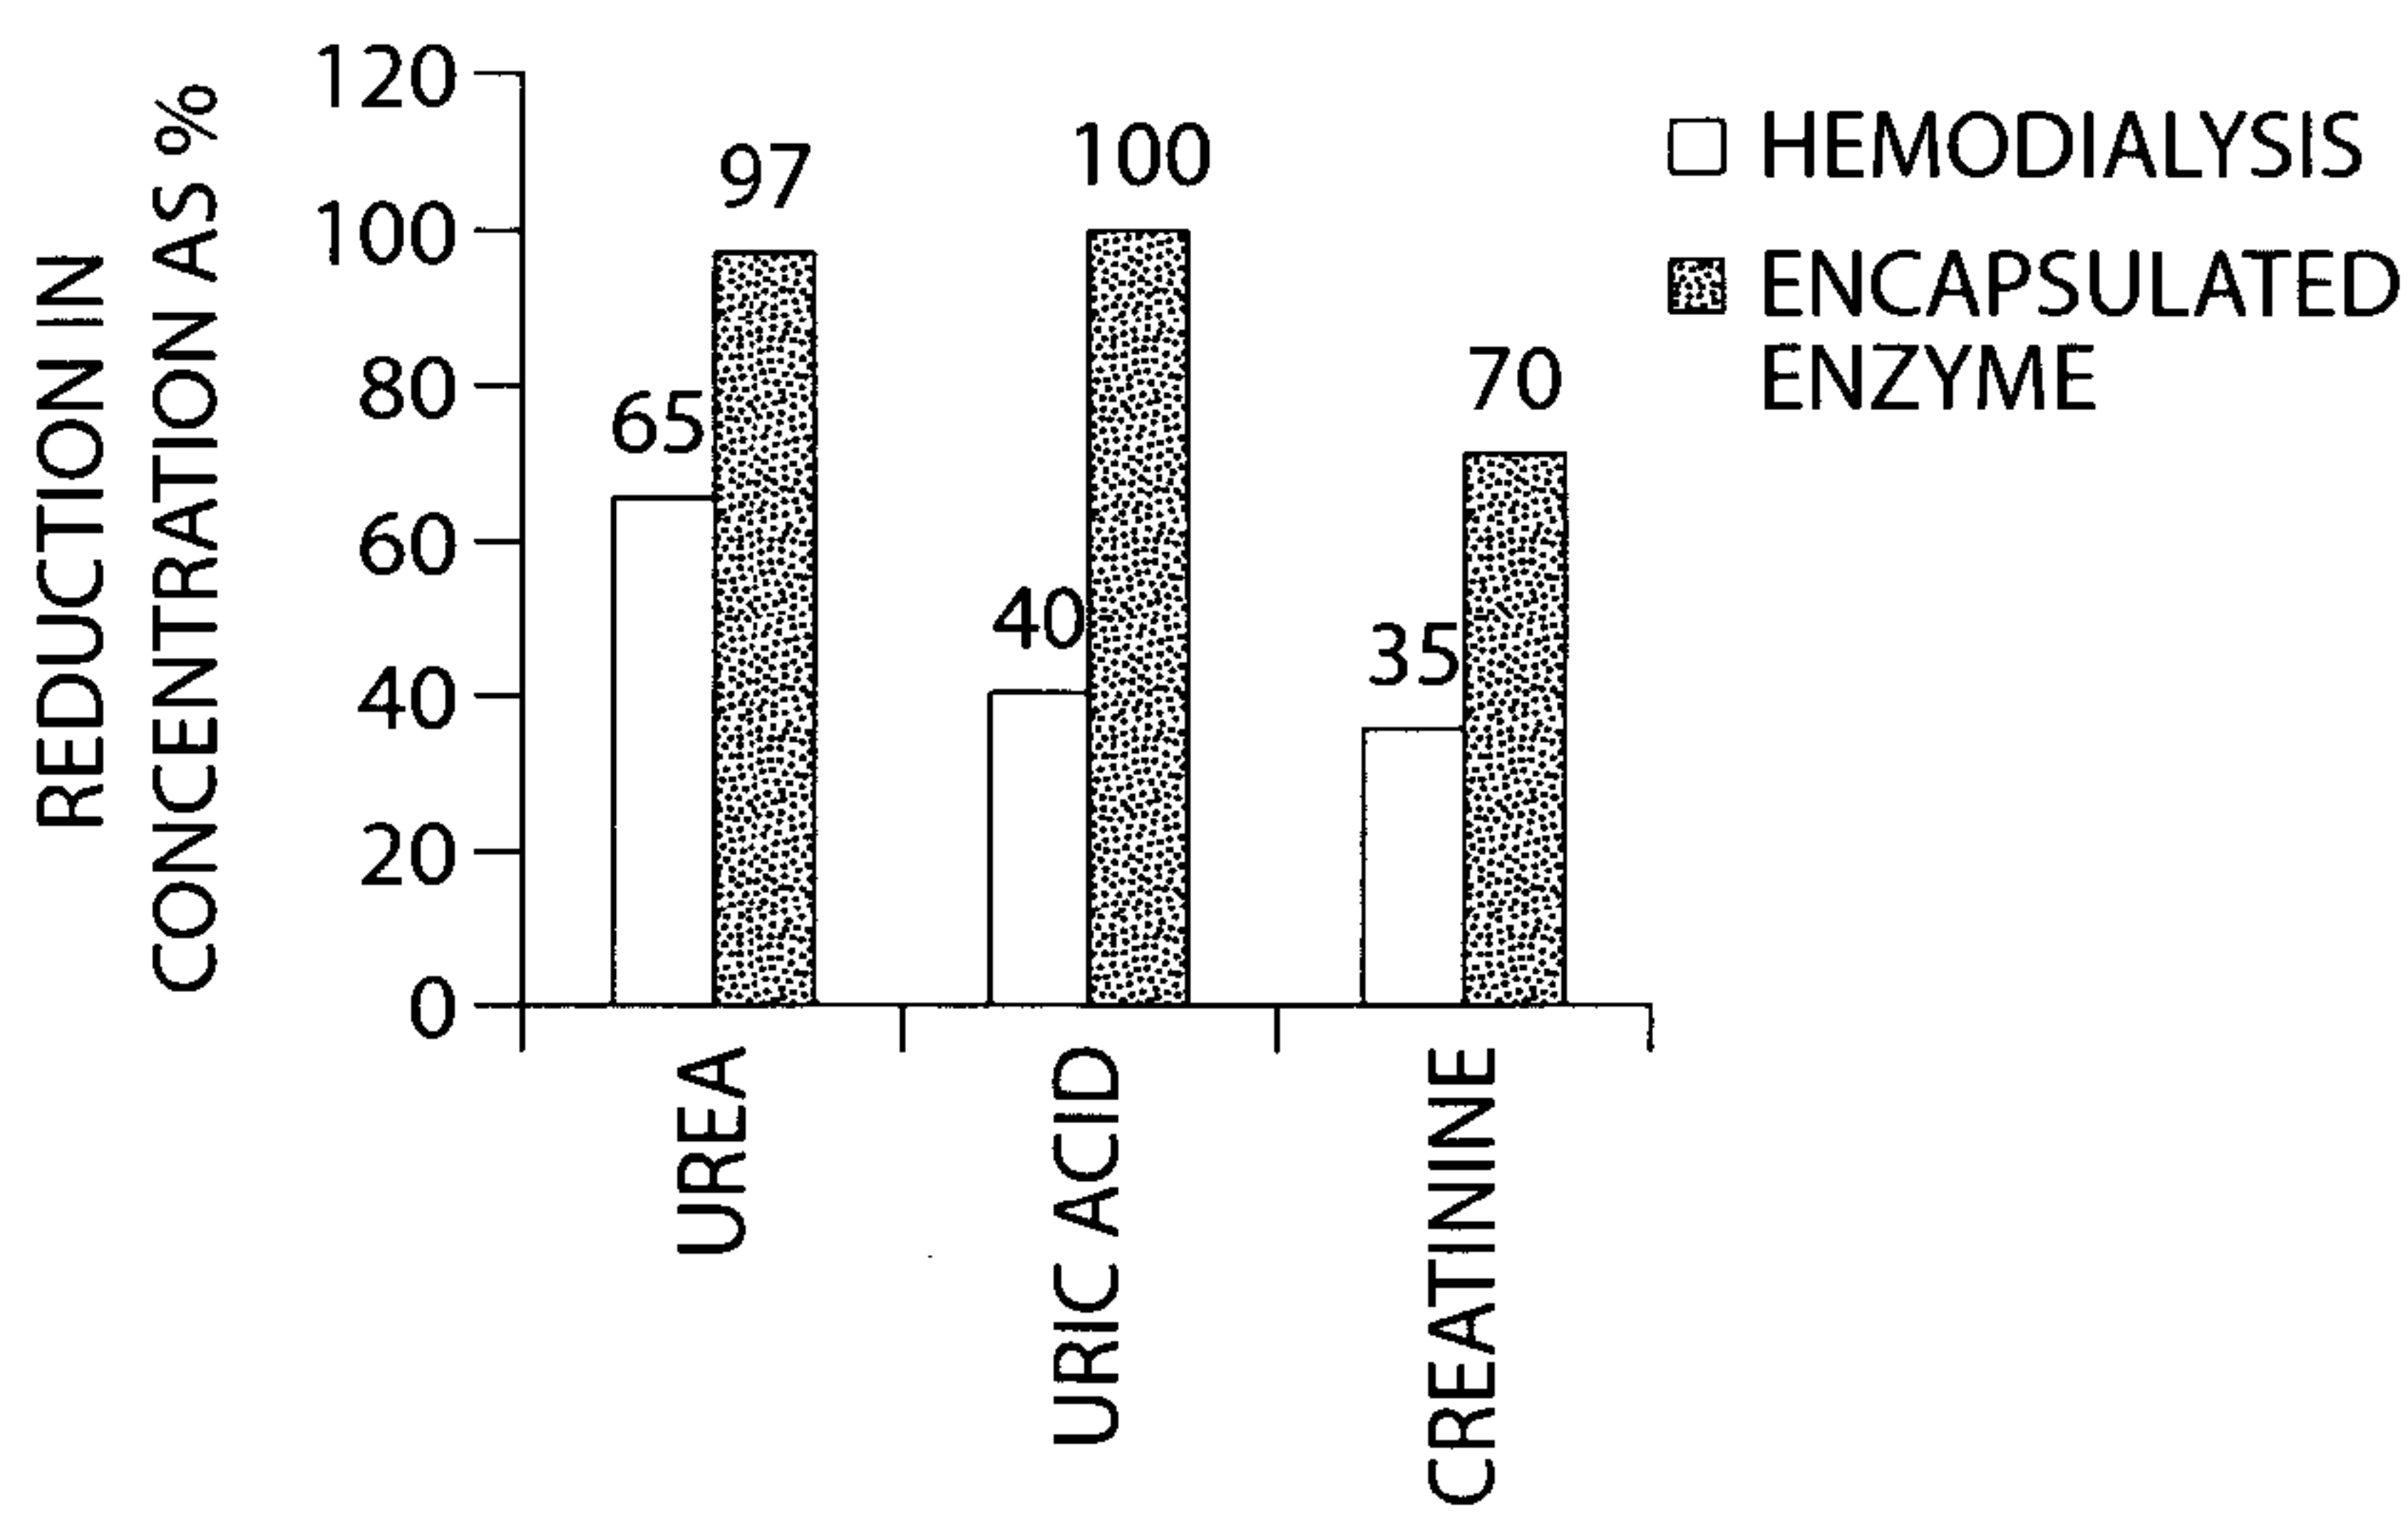 REDUCTION IN
CONCENTRATION AS %
120
100
80
60
40
20
0
65
97
40
100
35
70
UREA
URIC ACID
CREATININE
HEMODIALYSIS
ENCAPSULATED
ENZYME